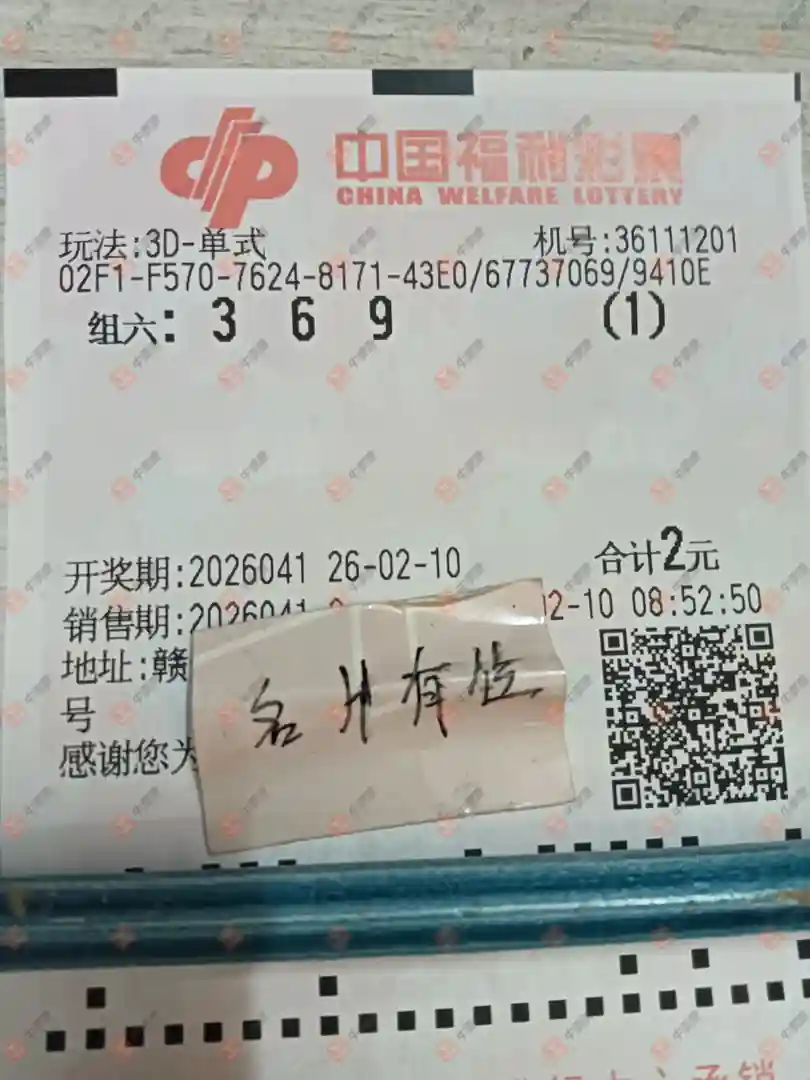 中国福利彩票
CHINA WELFARE LOTTERY
玩法:3D-单式 机号:36111201
02F1-F570-7624-8171-43E0/67737069/9410E
组六: 3 6 9 (1)
开奖期:2026041 26-02-10 合计2元
销售期:2026041 2-10 08:52:50
地址:赣
号
感谢您为
名片有位